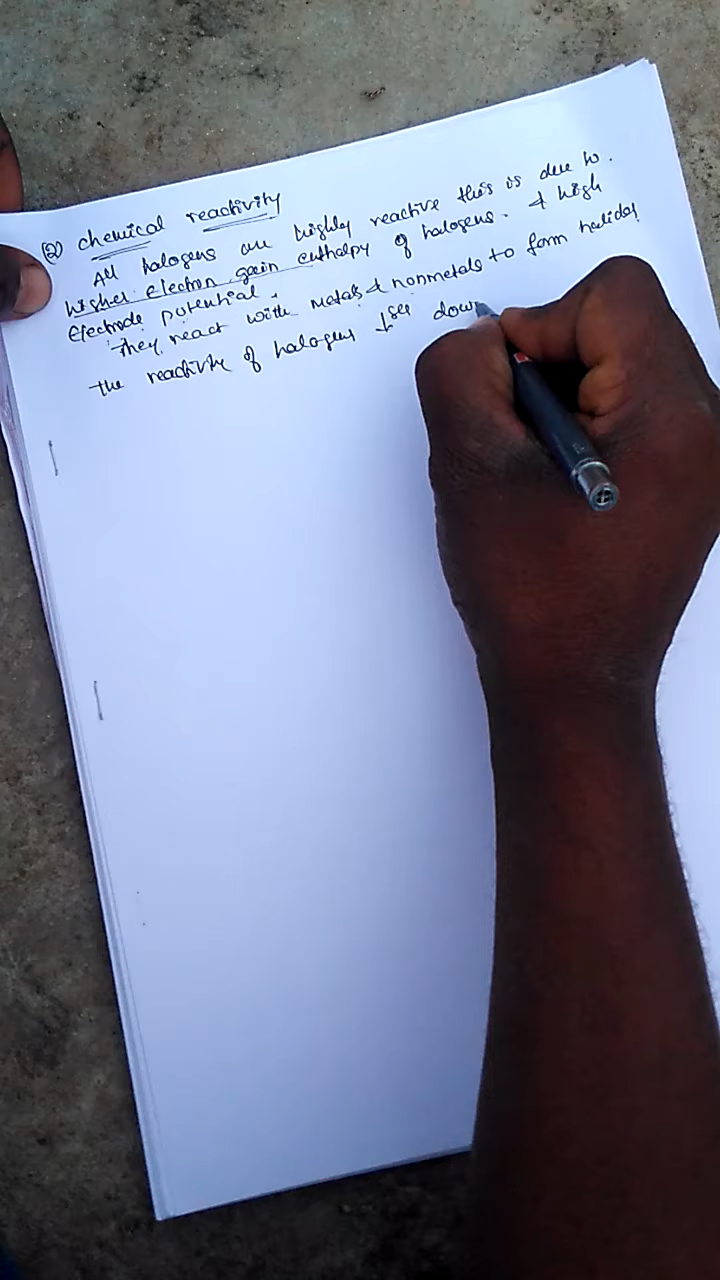 (2) chemical reactivity
All halogens are highly reactive this is due to.
higher electron gain enthalpy of halogens. & high
Electrode potential.
They react with metals & nonmetals to form halides
the reactivity of halogens ↓ses down